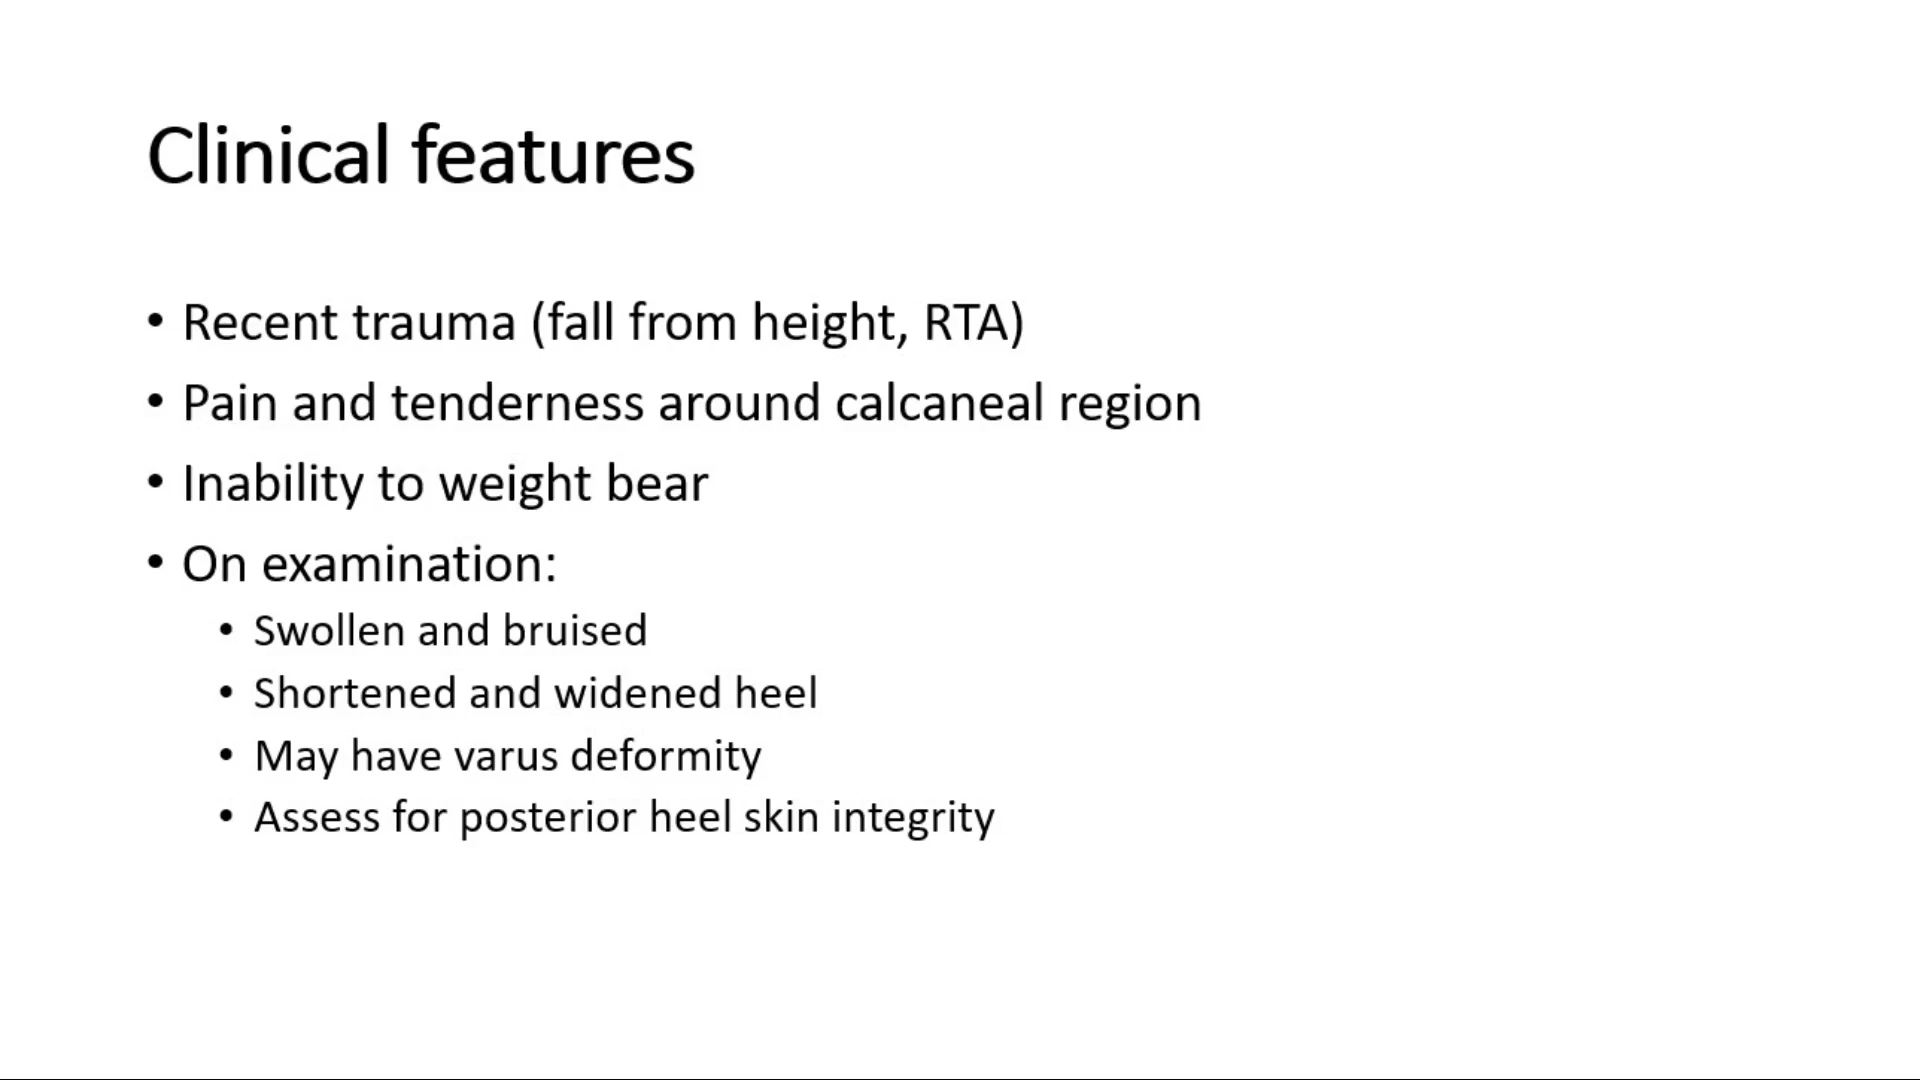 Clinical features
• Recent trauma (fall from height, RTA)
• Pain and tenderness around calcaneal region
• Inability to weight bear
• On examination:
• Swollen and bruised
• Shortened and widened heel
• May have varus deformity
• Assess for posterior heel skin integrity